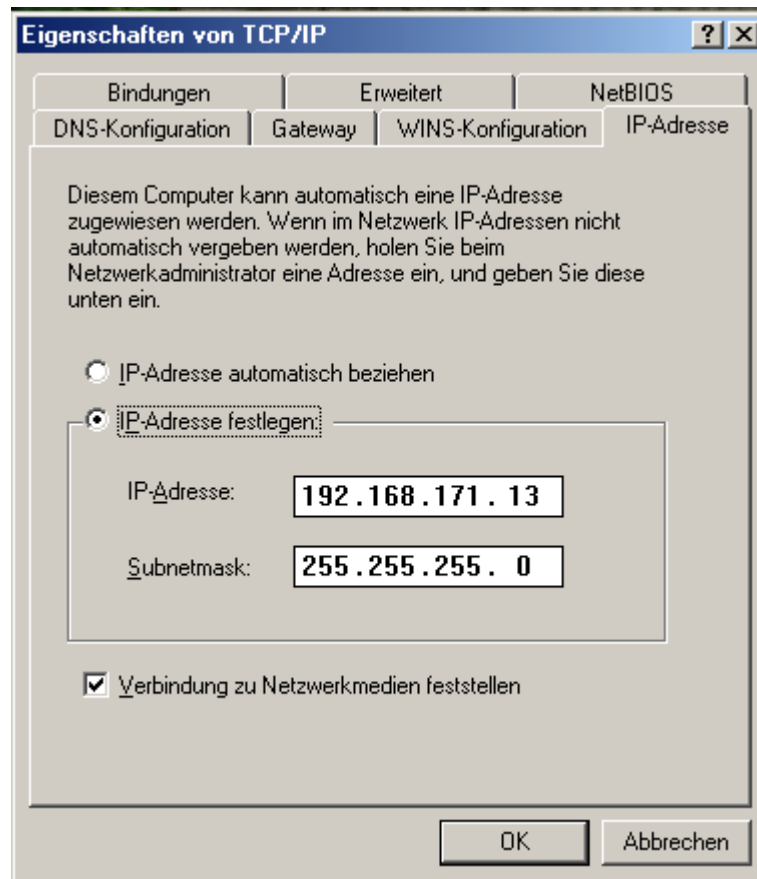 Eigenschaften von TCP/IP
Bindungen Erweitert NetBIOS
DNS-Konfiguration Gateway WINS-Konfiguration IP-Adresse
Diesem Computer kann automatisch eine IP-Adresse
zugewiesen werden. Wenn im Netzwerk IP-Adressen nicht
automatisch vergeben werden, holen Sie beim
Netzwerkadministrator eine Adresse ein, und geben Sie diese
unten ein.
IP-Adresse automatisch beziehen
IP-Adresse festlegen:
IP-Adresse: 192.168.171. 13
Subnetmask: 255.255.255. 0
Verbindung zu Netzwerkmedien feststellen
OK Abbrechen